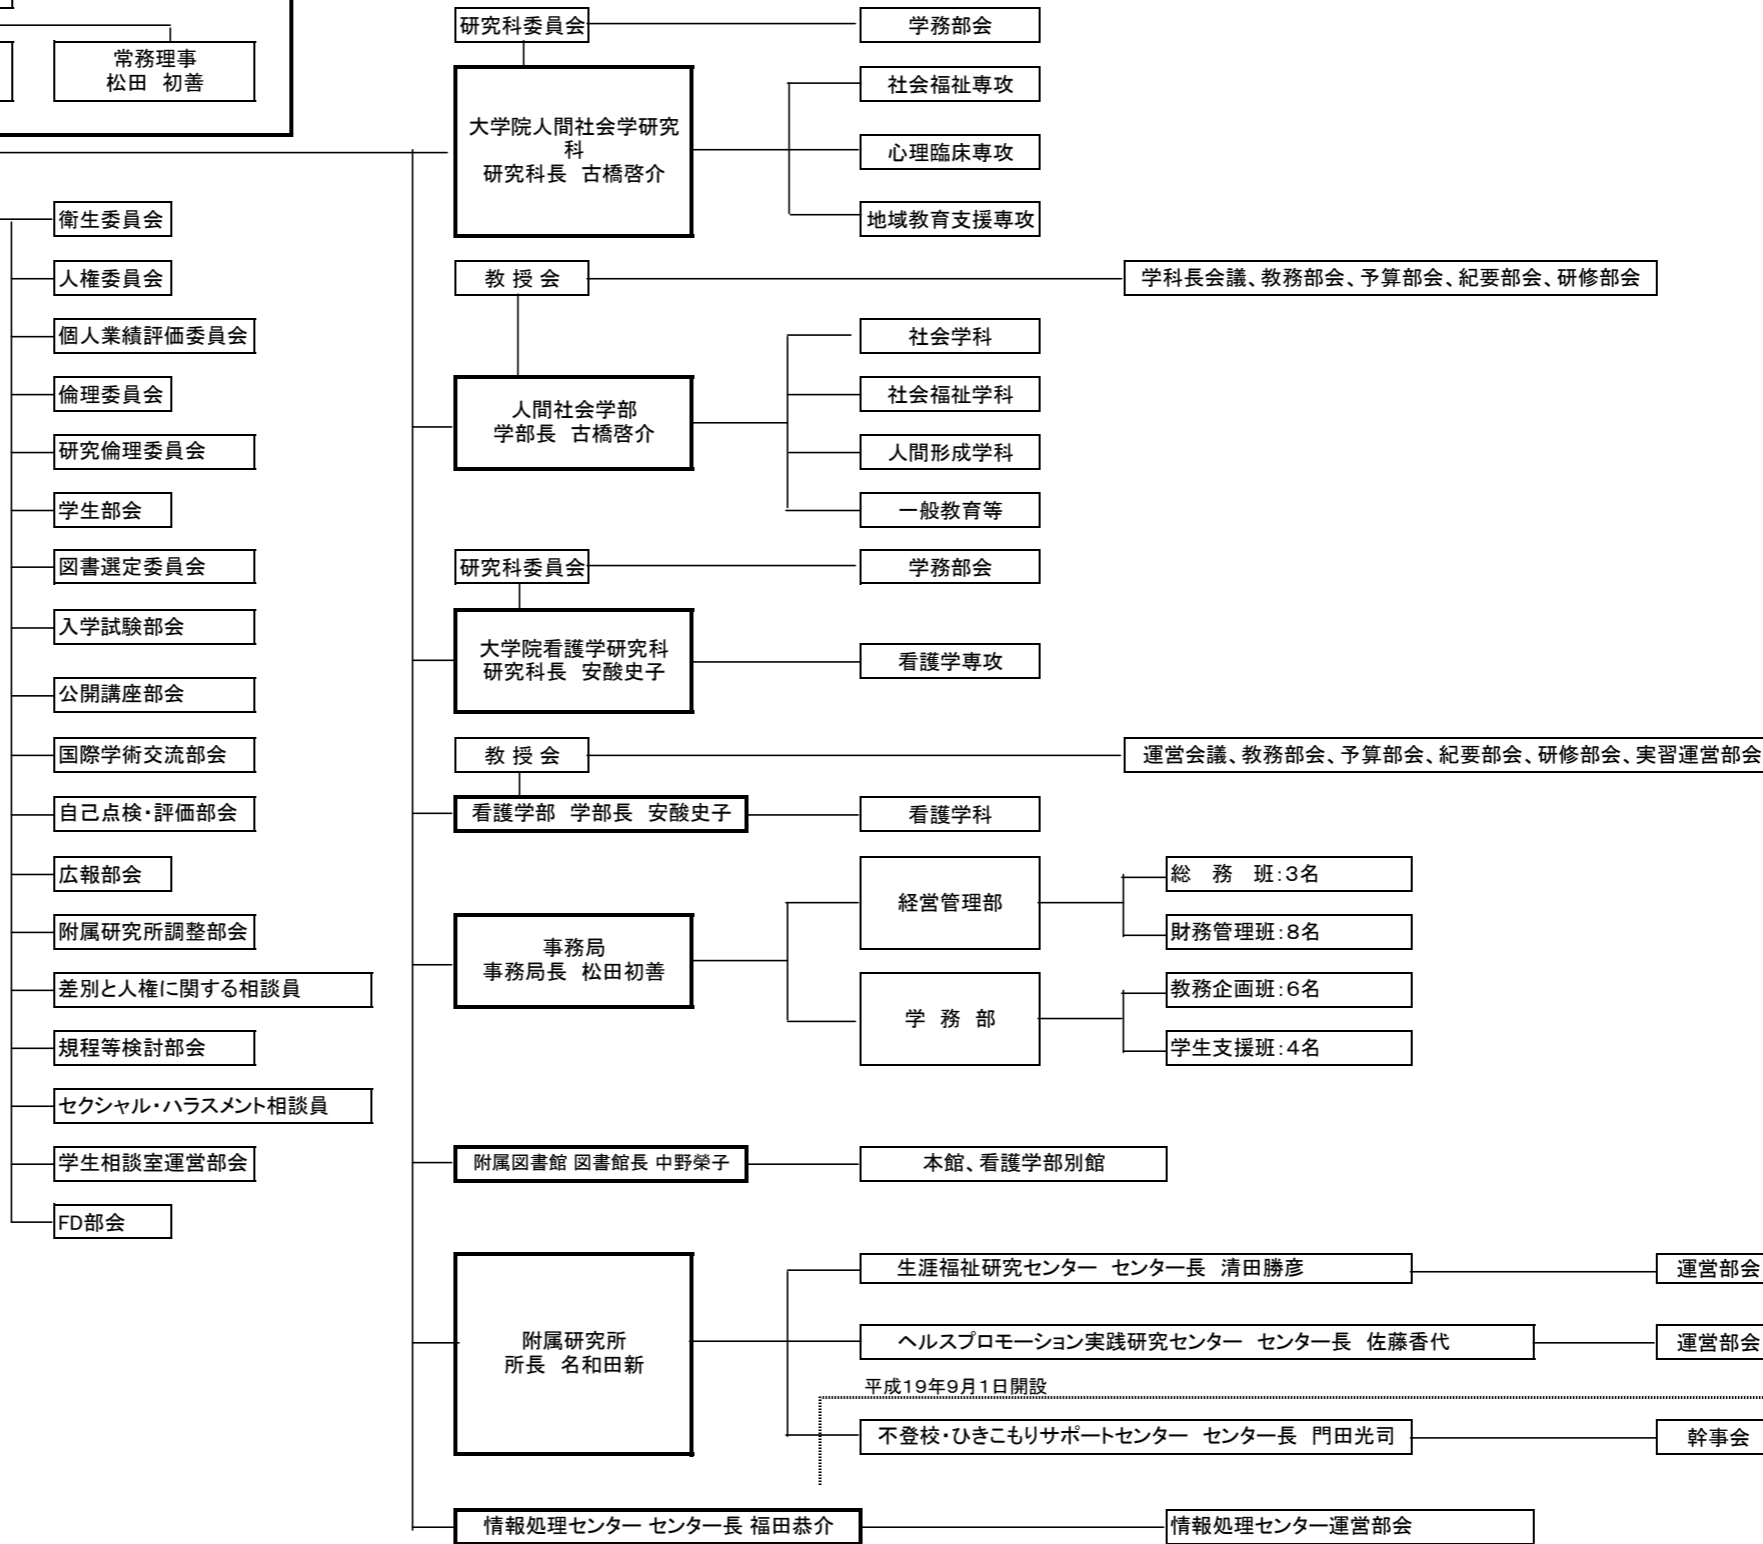 常務理事
松田　初善
衛生委員会
人権委員会
個人業績評価委員会
倫理委員会
研究倫理委員会
学生部会
図書選定委員会
入学試験部会
公開講座部会
国際学術交流部会
自己点検・評価部会
広報部会
附属研究所調整部会
差別と人権に関する相談員
規程等検討部会
セクシャル・ハラスメント相談員
学生相談室運営部会
FD部会
研究科委員会
学務部会
大学院人間社会学研究
科
研究科長　古橋啓介
社会福祉専攻
心理臨床専攻
地域教育支援専攻
教 授 会
学科長会議、教務部会、予算部会、紀要部会、研修部会
人間社会学部
学部長　古橋啓介
社会学科
社会福祉学科
人間形成学科
一般教育等
研究科委員会
学務部会
大学院看護学研究科
研究科長　安酸史子
看護学専攻
教 授 会
運営会議、教務部会、予算部会、紀要部会、研修部会、実習運営部会
看護学部　学部長　安酸史子
看護学科
事務局
事務局長　松田初善
経営管理部
総　務　班：3名
財務管理班：8名
学　務　部
教務企画班：6名
学生支援班：4名
附属図書館 図書館長 中野榮子
本館、看護学部別館
附属研究所
所長　名和田新
生涯福祉研究センター　センター長　清田勝彦
運営部会
ヘルスプロモーション実践研究センター　センター長　佐藤香代
運営部会
平成19年9月1日開設
不登校・ひきこもりサポートセンター　センター長　門田光司
幹事会
情報処理センター センター長 福田恭介
情報処理センター運営部会